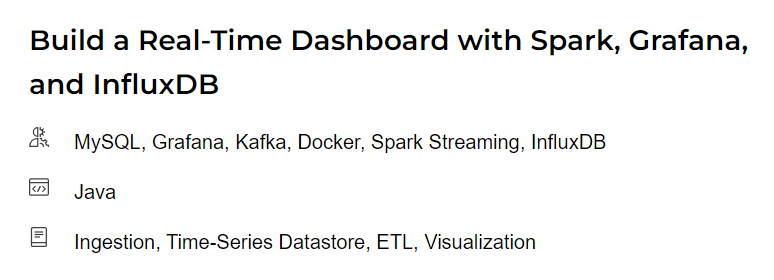 Build a Real-Time Dashboard with Spark, Grafana,
and InfluxDB
MySQL, Grafana, Kafka, Docker, Spark Streaming, InfluxDB
Java
Ingestion, Time-Series Datastore, ETL, Visualization